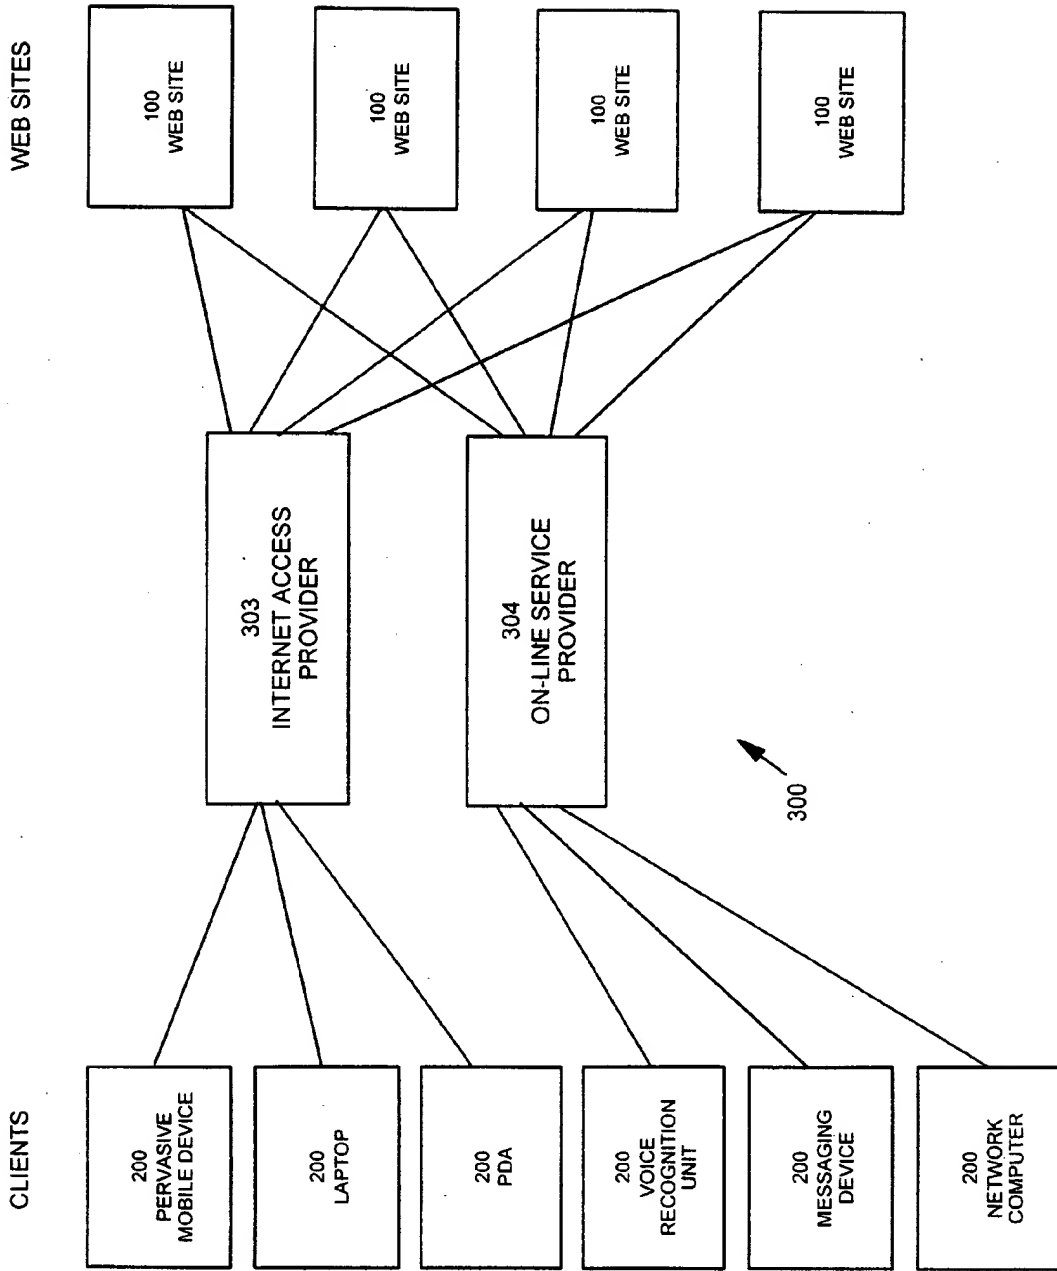 CLIENTS
200
PERVASIVE
MOBILE DEVICE
200
LAPTOP
200
PDA
200
VOICE
RECOGNITION
UNIT
200
MESSAGING
DEVICE
200
NETWORK
COMPUTER
303
INTERNET ACCESS
PROVIDER
304
ON-LINE SERVICE
PROVIDER
300
WEB SITES
100
WEB SITE
100
WEB SITE
100
WEB SITE
100
WEB SITE